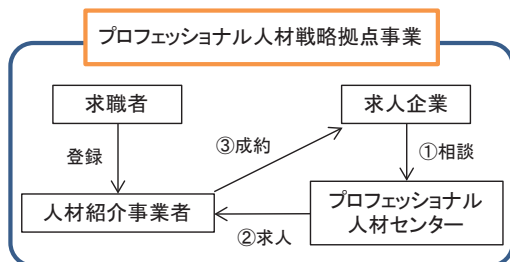 プロフェッショナル人材戦略拠点事業
求職者
求人企業
登録
③成約
①相談
人材紹介事業者
プロフェッショナル
人材センター
②求人